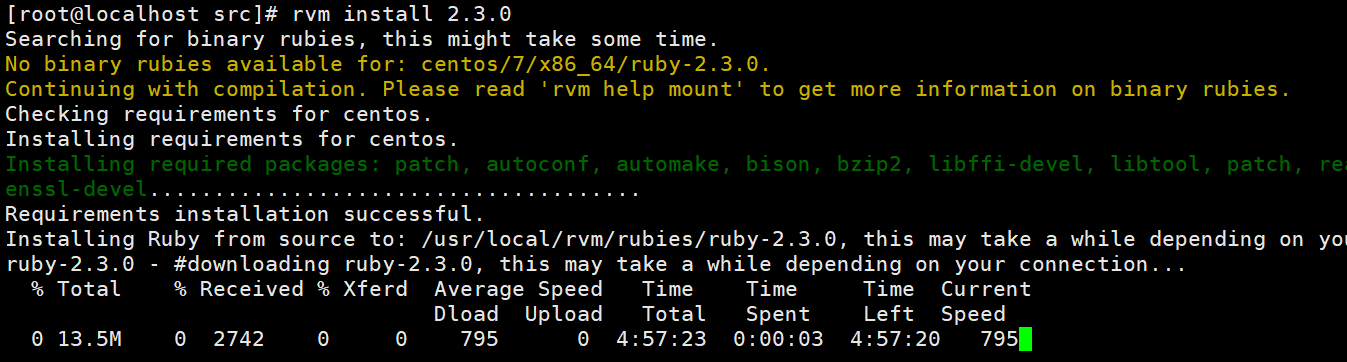 [root@localhost src]# rvm install 2.3.0
Searching for binary rubies, this might take some time.
No binary rubies available for: centos/7/x86_64/ruby-2.3.0.
Continuing with compilation. Please read 'rvm help mount' to get more information on binary rubies.
Checking requirements for centos.
Installing requirements for centos.
Installing required packages: patch, autoconf, automake, bison, bzip2, libffi-devel, libtool, patch, rea
enssl-devel......................................
Requirements installation successful.
Installing Ruby from source to: /usr/local/rvm/rubies/ruby-2.3.0, this may take a while depending on you
ruby-2.3.0 - #downloading ruby-2.3.0, this may take a while depending on your connection...
  % Total    % Received % Xferd  Average Speed   Time    Time     Time  Current
                                 Dload  Upload   Total   Spent    Left  Speed
  0 13.5M    0  2742    0     0    795      0  4:57:23  0:00:03  4:57:20   795